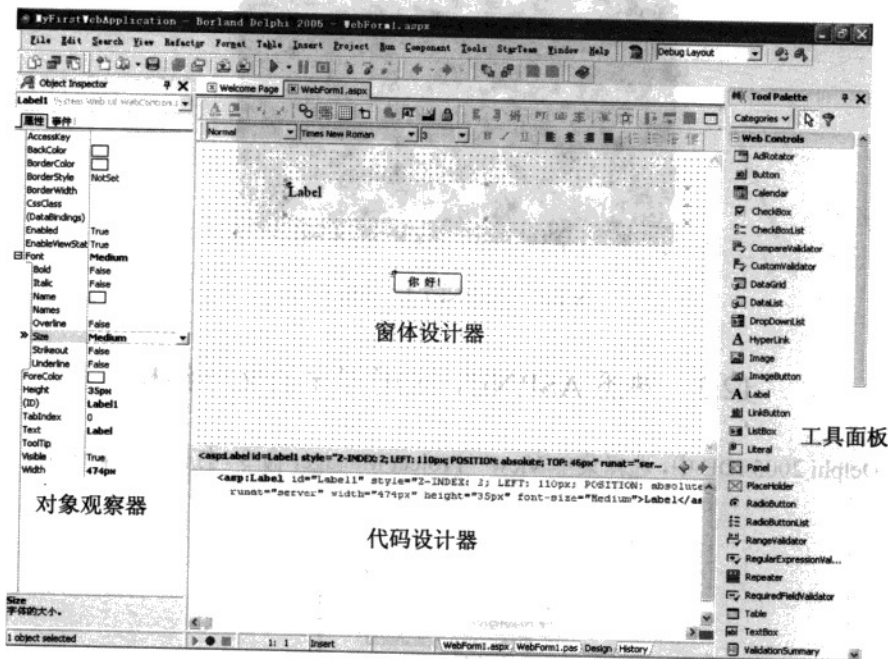 MyFirstWebApplication - Borland Delphi 2005 - WebForm1.aspx
File Edit Search View Refactor Format Table Insert Project Run Component Tools StarTeam Window Help
Debug Layout
Object Inspector
Label1 System.Web.UI.WebControls.
属性 事件
AccessKey
BackColor
BorderColor
BorderStyle NotSet
BorderWidth
CssClass
(DataBindings)
Enabled True
EnableViewStat True
Font Medium
Bold False
Italic False
Name
Names
Overline False
Size Medium
Strikeout False
Underline False
ForeColor
Height 35px
(ID) Label1
TabIndex 0
Text Label
ToolTip
Visible True
Width 474px
对象观察器
Size
字体的大小。
1 object selected
Welcome Page WebForm1.aspx
Normal Times New Roman 3 B I U
Label
你 好!
窗体设计器
<asp:Label id=Label1 style="Z-INDEX: 2; LEFT: 110px; POSITION: absolute; TOP: 46px" runat="ser...
<asp:Label id="Label1" style="Z-INDEX: 2; LEFT: 110px; POSITION: absolute
runat="server" width="474px" height="35px" font-size="Medium">Label</as
代码设计器
1: 1 Insert
WebForm1.aspx WebForm1.pas Design History
Tool Palette
Categories
Web Controls
AdRotator
Button
Calendar
CheckBox
CheckBoxList
CompareValidator
CustomValidator
DataGrid
DataList
DropDownList
HyperLink
Image
ImageButton
Label
LinkButton
ListBox
Literal
Panel
PlaceHolder
RadioButton
RadioButtonList
RangeValidator
RegularExpressionVal...
Repeater
RequiredFieldValidator
Table
TextBox
ValidationSummary
工具面板